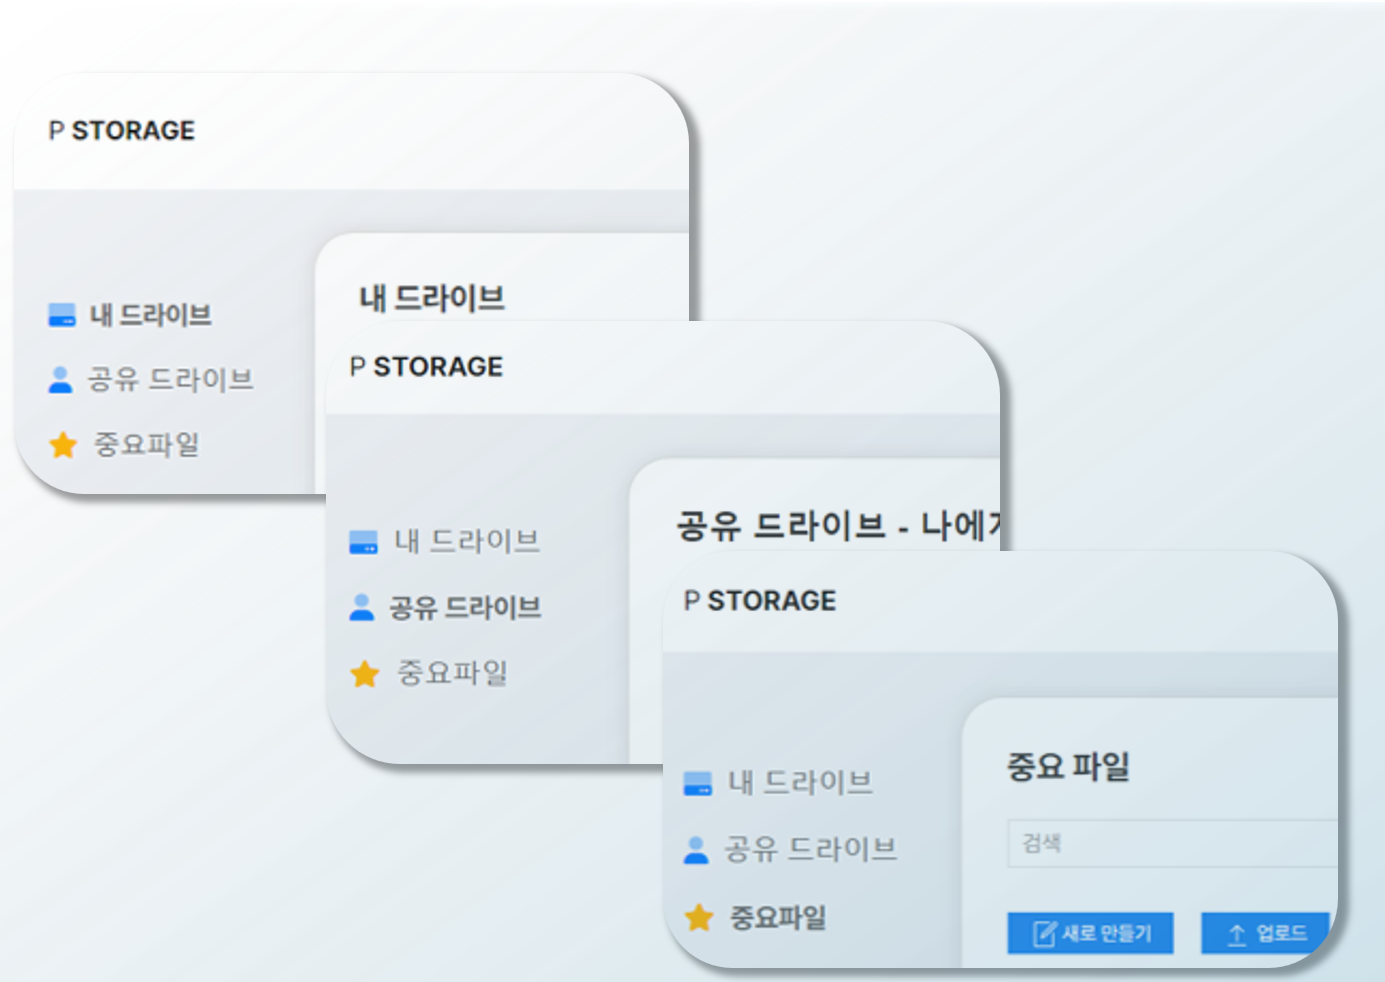 P STORAGE
내 드라이브
내 드라이브
공유 드라이브
중요파일
P STORAGE
공유 드라이브 - 나에
내 드라이브
공유 드라이브
중요파일
P STORAGE
중요 파일
내 드라이브
검색
공유 드라이브
중요파일
새로 만들기
업로드